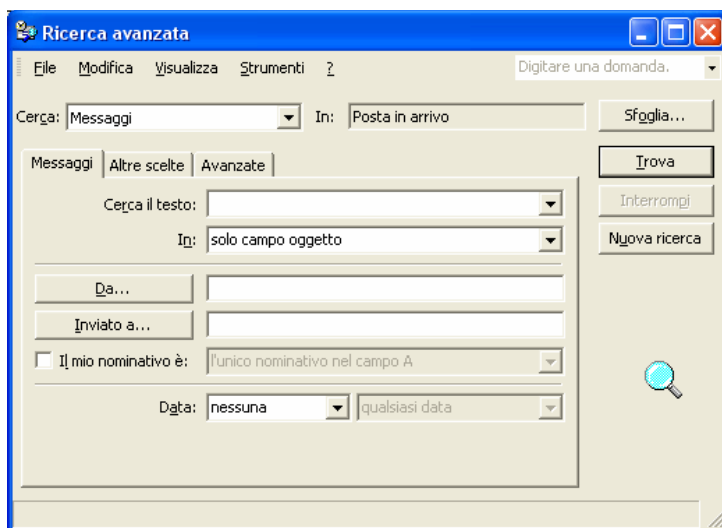 Ricerca avanzata
File Modifica Visualizza Strumenti ? Digitare una domanda.
Cerca: Messaggi In: Posta in arrivo Sfoglia...
Messaggi Altre scelte Avanzate Trova
Cerca il testo: Interrompi
In: solo campo oggetto Nuova ricerca
Da...
Inviato a...
Il mio nominativo è: l'unico nominativo nel campo A
Data: nessuna qualsiasi data